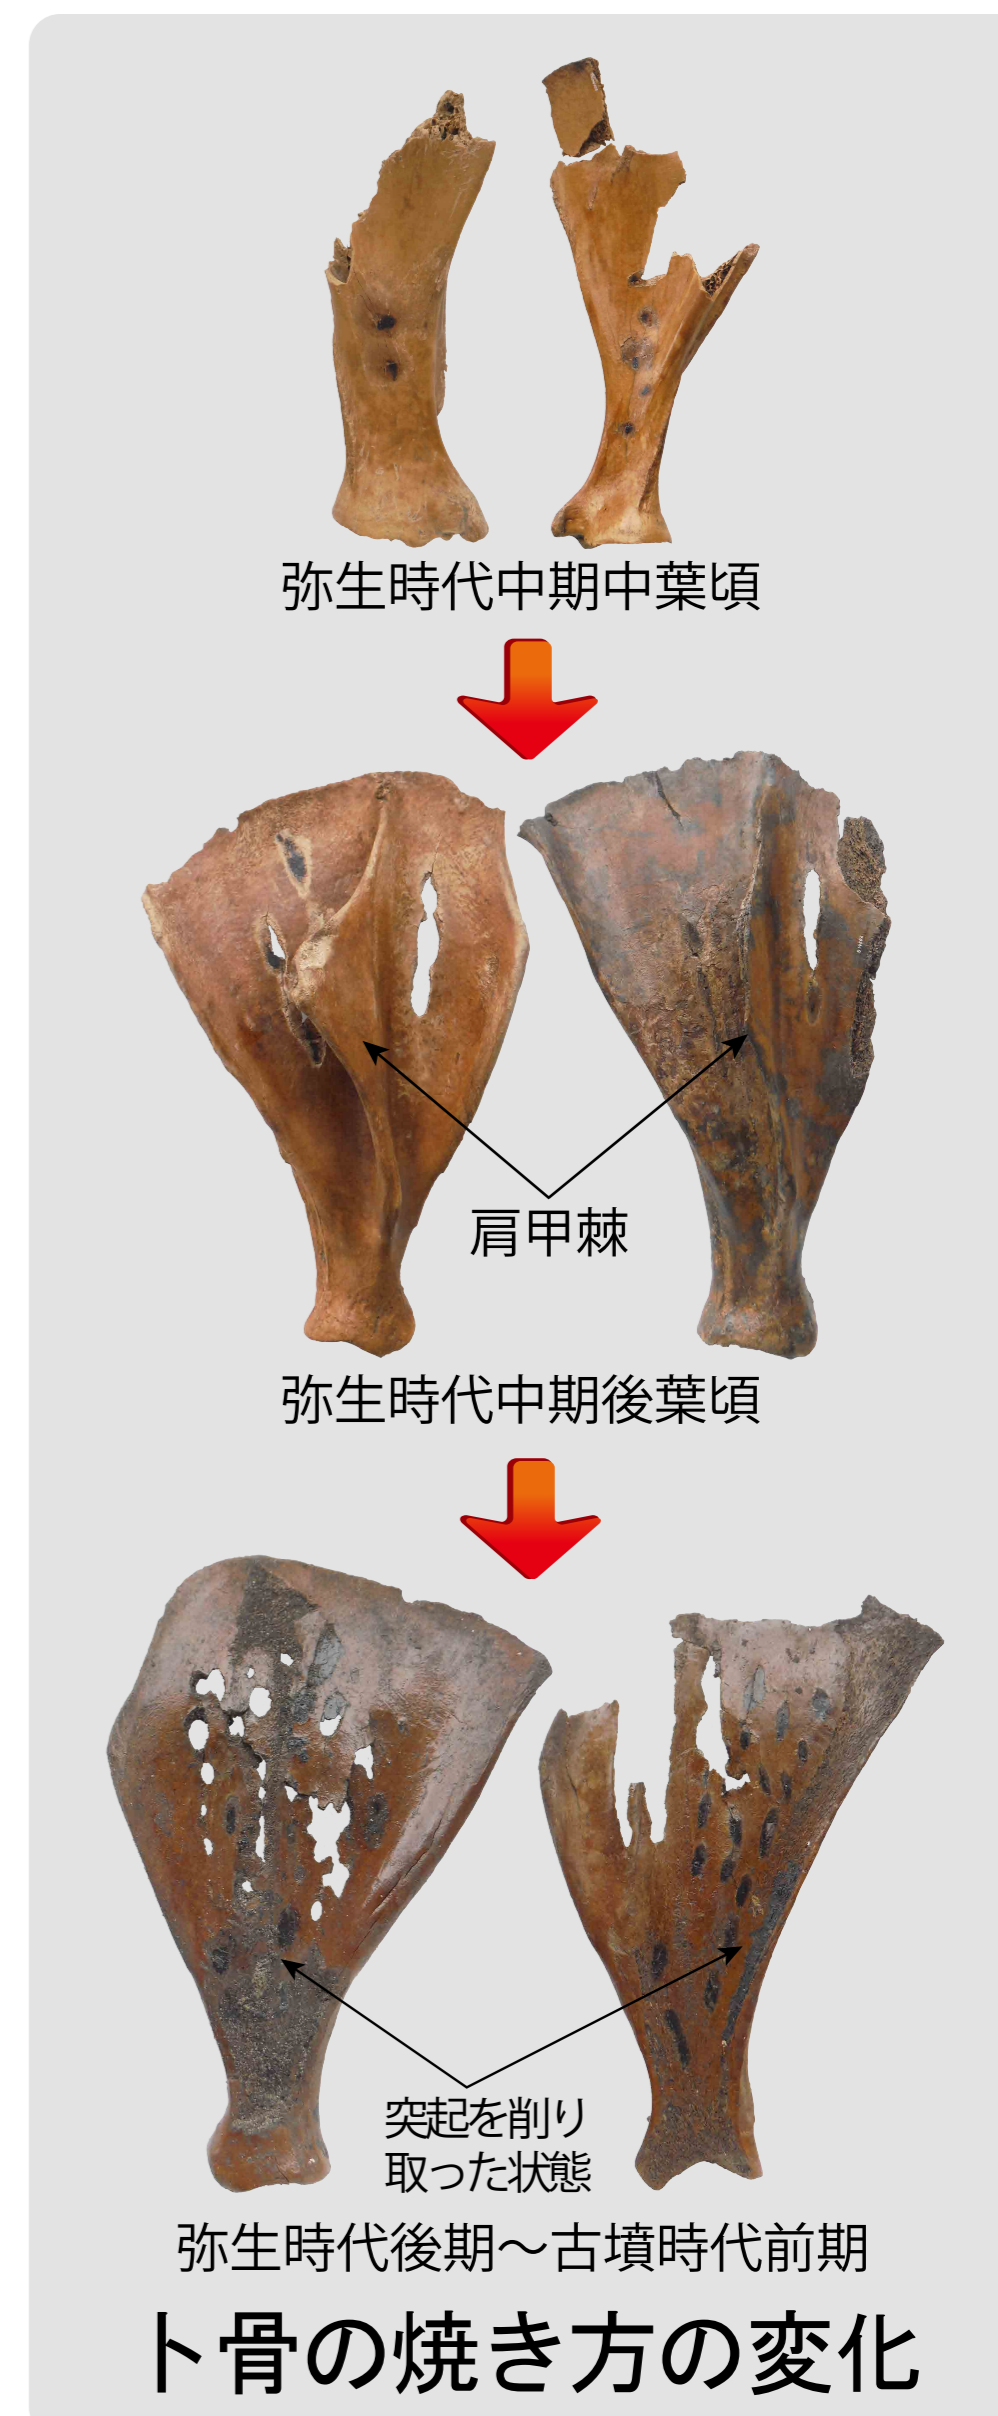 弥生時代中期中葉頃
肩甲棘
弥生時代中期後葉頃
突起を削り
取った状態
弥生時代後期～古墳時代前期
卜骨の焼き方の変化